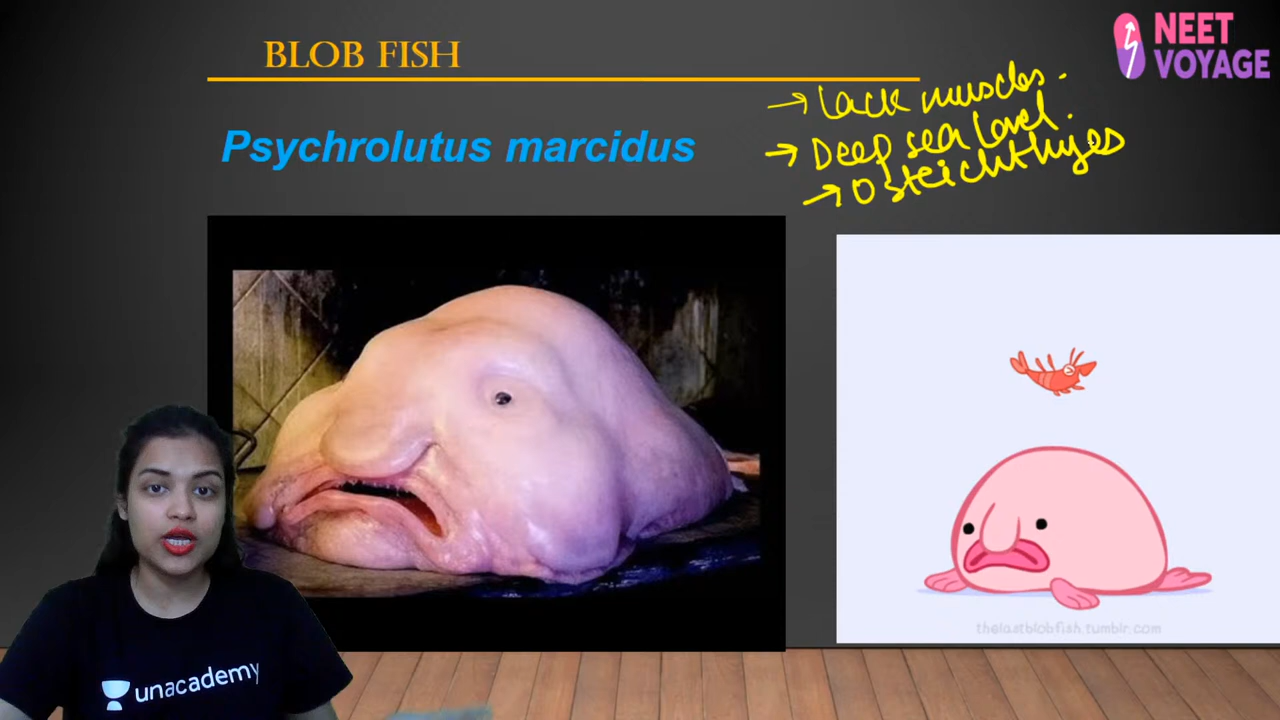 BLOB FISH
NEET
VOYAGE
Psychrolutus marcidus
→ Lack muscles.
→ Deep sea level.
→ Osteichthyes
unacademy
thelastblobfish.tumblr.com